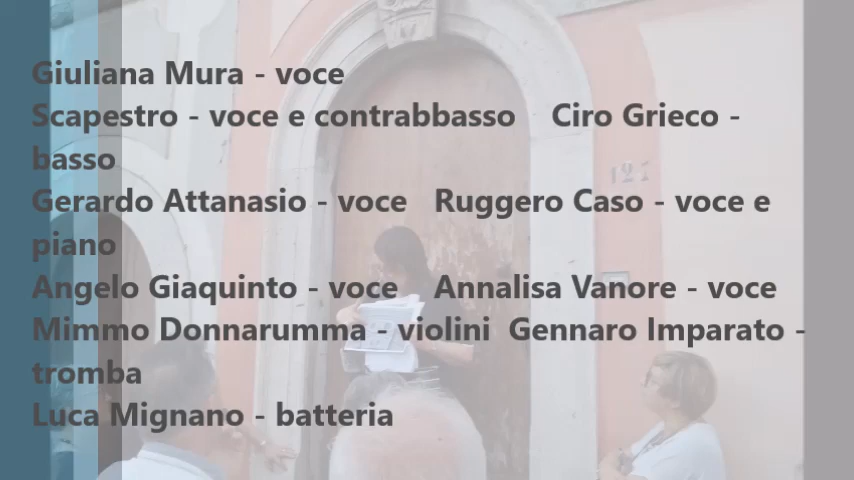 Giuliana Mura - voce
Scapestro - voce e contrabbasso Ciro Grieco -
basso
Gerardo Attanasio - voce Ruggero Caso - voce e
piano
Angelo Giaquinto - voce Annalisa Vanore - voce
Mimmo Donnarumma - violini Gennaro Imparato -
tromba
Luca Mignano - batteria
121